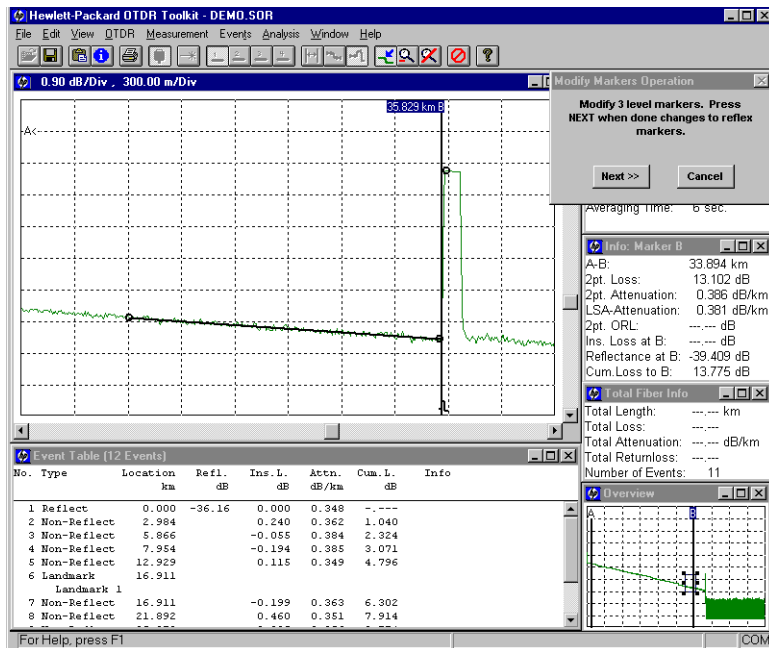 Hewlett-Packard OTDR Toolkit - DEMO.SOR
File Edit View OTDR Measurement Events Analysis Window Help
0.90 dB/Div , 300.00 m/Div
35.829 km B
-A<
Modify Markers Operation
Modify 3 level markers. Press
NEXT when done changes to reflex
markers.
Next >>
Cancel
Averaging Time: 6 sec.
Info: Marker B
A-B: 33.894 km
2pt. Loss: 13.102 dB
2pt. Attenuation: 0.386 dB/km
LSA-Attenuation: 0.381 dB/km
2pt. ORL: ---.--- dB
Ins. Loss at B: ---.--- dB
Reflectance at B: -39.409 dB
Cum.Loss to B: 13.775 dB
Total Fiber Info
Total Length: ---.--- km
Total Loss: ---.--- dB
Total Attenuation: ---.--- dB/km
Total Returnloss: ---.--- dB
Number of Events: 11
Overview
A
B
Event Table (12 Events)
No. Type Location Refl. Ins.L. Attn. Cum.L. Info
km dB dB dB/km dB
1 Reflect 0.000 -36.16 0.000 0.348 -.---
2 Non-Reflect 2.984 0.240 0.362 1.040
3 Non-Reflect 5.866 -0.055 0.384 2.324
4 Non-Reflect 7.954 -0.194 0.385 3.071
5 Non-Reflect 12.929 0.115 0.349 4.796
6 Landmark 16.911
Landmark 1
7 Non-Reflect 16.911 -0.199 0.363 6.302
8 Non-Reflect 21.892 0.460 0.351 7.914
For Help, press F1
COM